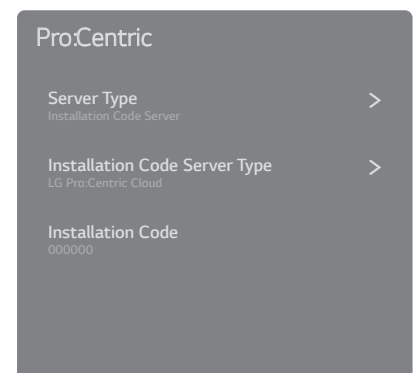 Pro:Centric
Server Type
Installation Code Server
Installation Code Server Type
LG Pro:Centric Cloud
Installation Code
000000